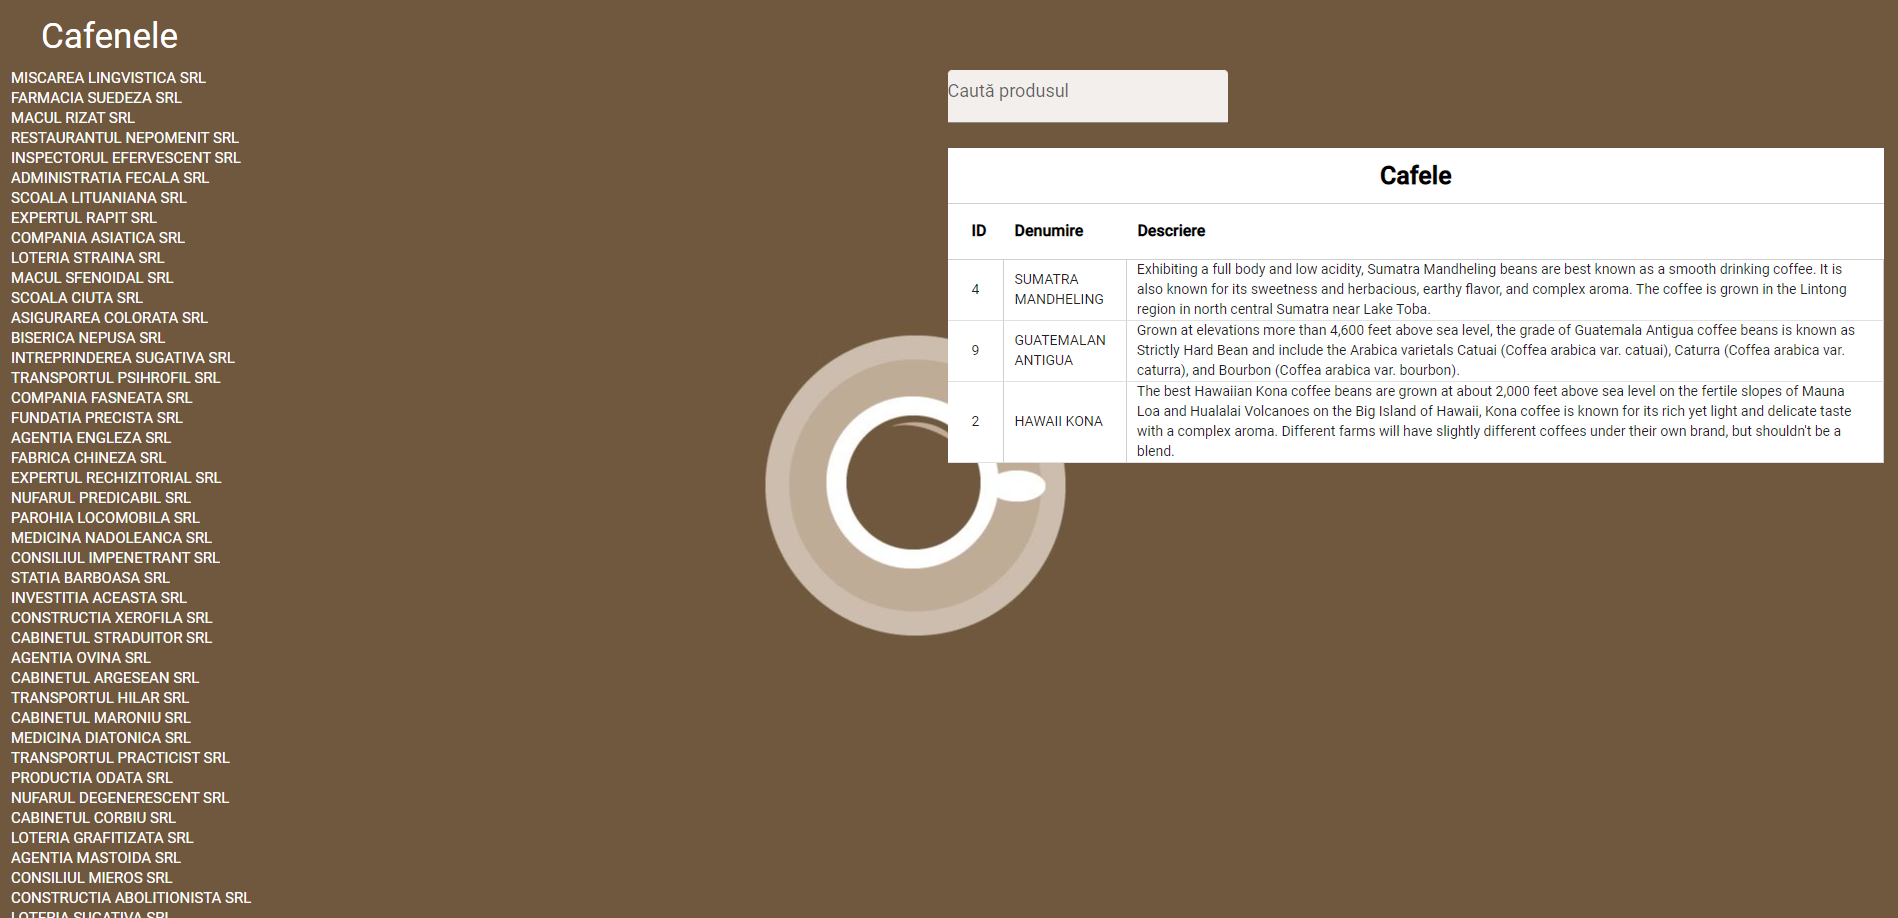 Cafenele
MISCAREA LINGVISTICA SRL
FARMACIA SUEDEZA SRL
MACUL RIZAT SRL
RESTAURANTUL NEPOMENIT SRL
INSPECTORUL EFERVESCENT SRL
ADMINISTRATIA FECALA SRL
SCOALA LITUANIANA SRL
EXPERTUL RAPIT SRL
COMPANIA ASIATICA SRL
LOTERIA STRAINA SRL
MACUL SFENOIDAL SRL
SCOALA CIUTA SRL
ASIGURAREA COLORATA SRL
BISERICA NEPUSA SRL
INTREPRINDEREA SUGATIVA SRL
TRANSPORTUL PSIHROFIL SRL
COMPANIA FASNEATA SRL
FUNDATIA PRECISTA SRL
AGENTIA ENGLEZA SRL
FABRICA CHINEZA SRL
EXPERTUL RECHIZITORIAL SRL
NUFARUL PREDICABIL SRL
PAROHIA LOCOMOBILA SRL
MEDICINA NADOLEANCA SRL
CONSILIUL IMPENETRANT SRL
STATIA BARBOASA SRL
INVESTITIA ACEASTA SRL
CONSTRUCTIA XEROFILA SRL
CABINETUL STRADUITOR SRL
AGENTIA OVINA SRL
CABINETUL ARGESEAN SRL
TRANSPORTUL HILAR SRL
CABINETUL MARONIU SRL
MEDICINA DIATONICA SRL
TRANSPORTUL PRACTICIST SRL
PRODUCTIA ODATA SRL
NUFARUL DEGENERESCENT SRL
CABINETUL CORBIU SRL
LOTERIA GRAFITIZATA SRL
AGENTIA MASTOIDA SRL
CONSILIUL MIEROS SRL
CONSTRUCTIA ABOLITIONISTA SRL
LOTERIA SUGATIVA SRL
Caută produsul
Cafele
ID Denumire Descriere
4
SUMATRA
MANDHELING
Exhibiting a full body and low acidity, Sumatra Mandheling beans are best known as a smooth drinking coffee. It is
also known for its sweetness and herbacious, earthy flavor, and complex aroma. The coffee is grown in the Lintong
region in north central Sumatra near Lake Toba.
9
GUATEMALAN
ANTIGUA
Grown at elevations more than 4,600 feet above sea level, the grade of Guatemala Antigua coffee beans is known as
Strictly Hard Bean and include the Arabica varietals Catuai (Coffea arabica var. catuai), Caturra (Coffea arabica var.
caturra), and Bourbon (Coffea arabica var. bourbon).
2
HAWAII KONA
The best Hawaiian Kona coffee beans are grown at about 2,000 feet above sea level on the fertile slopes of Mauna
Loa and Hualalai Volcanoes on the Big Island of Hawaii, Kona coffee is known for its rich yet light and delicate taste
with a complex aroma. Different farms will have slightly different coffees under their own brand, but shouldn't be a
blend.